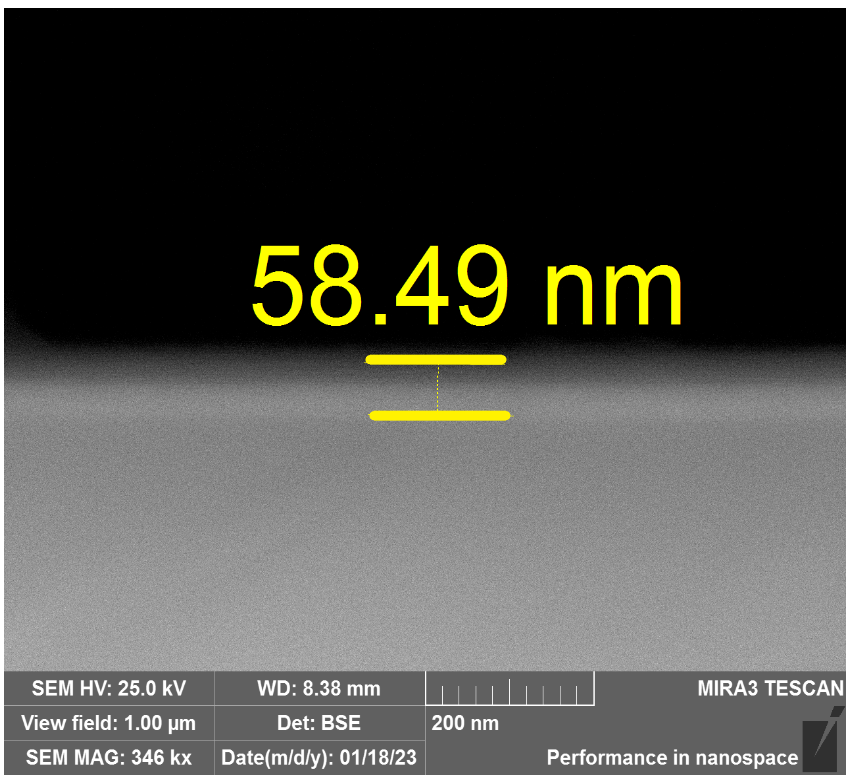 58.49 nm
SEM HV: 25.0 kV
WD: 8.38 mm
MIRA3 TESCAN
View field: 1.00 µm
Det: BSE
200 nm
SEM MAG: 346 kx
Date(m/d/y): 01/18/23
Performance in nanospace